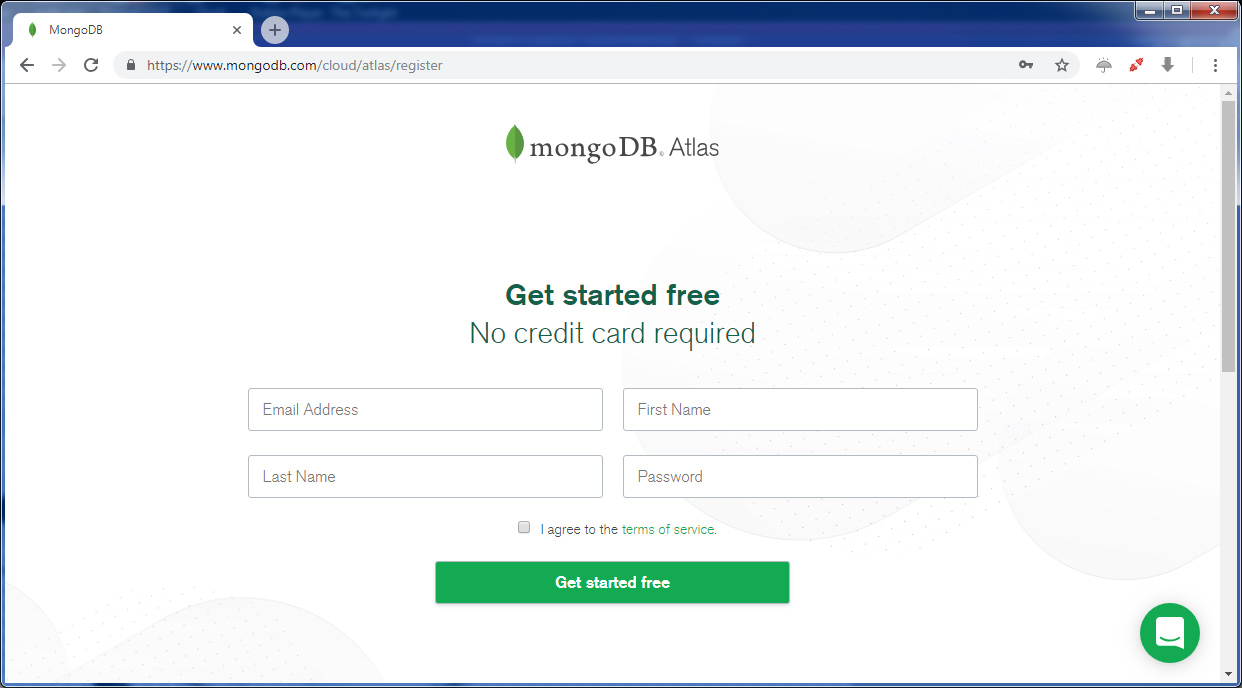 MongoDB
https://www.mongodb.com/cloud/atlas/register
mongoDB® Atlas
Get started free
No credit card required
Email Address
First Name
Last Name
Password
I agree to the terms of service.
Get started free